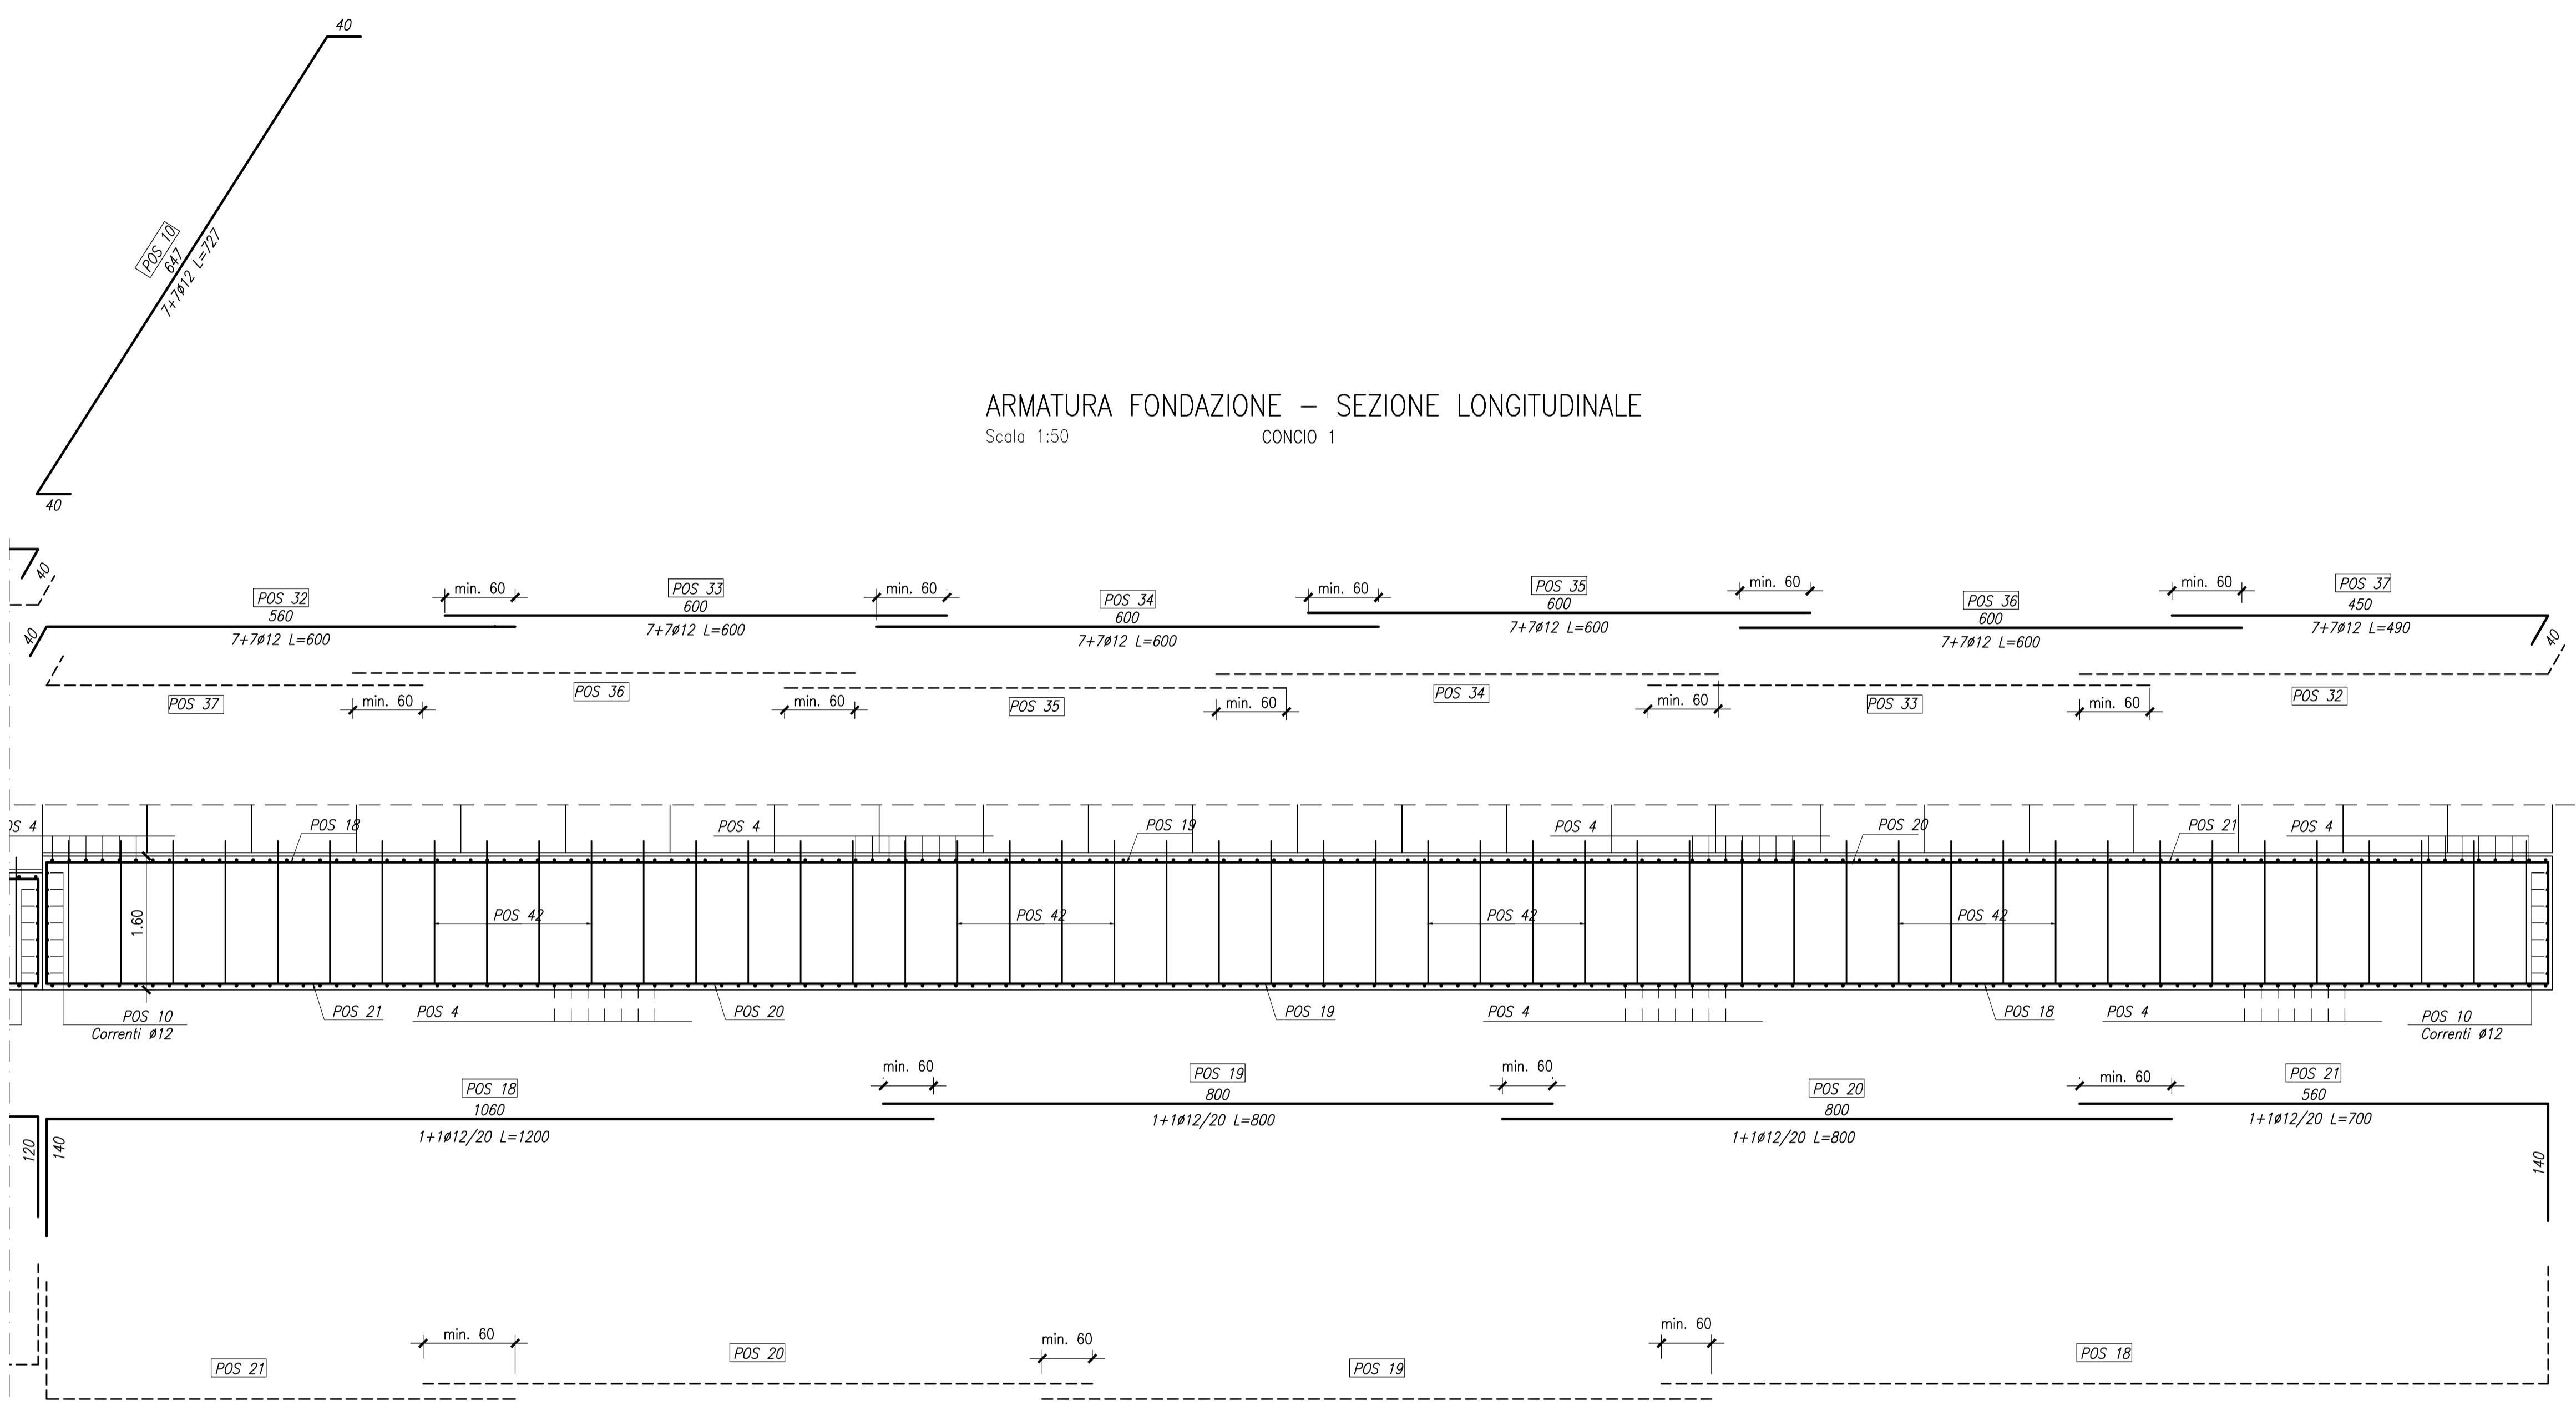 40
POS 10
647
7+7ø12 L=727
40
ARMATURA FONDAZIONE – SEZIONE LONGITUDINALE
Scala 1:50 CONCIO 1
40
POS 32
560
7+7ø12 L=600
40
min. 60
POS 33
600
7+7ø12 L=600
min. 60
POS 34
600
7+7ø12 L=600
min. 60
POS 35
600
7+7ø12 L=600
min. 60
POS 36
600
7+7ø12 L=600
min. 60
POS 37
450
7+7ø12 L=490
40
POS 37
min. 60
POS 36
min. 60
POS 35
min. 60
POS 34
min. 60
POS 33
min. 60
POS 32
POS 4
POS 18
POS 4
POS 19
POS 4
POS 20
POS 21
POS 4
1.60
POS 42
POS 42
POS 42
POS 42
POS 10
Correnti ø12
POS 21
POS 4
POS 20
POS 19
POS 4
POS 18
POS 4
POS 10
Correnti ø12
120
140
POS 18
1060
1+1ø12/20 L=1200
min. 60
POS 19
800
1+1ø12/20 L=800
min. 60
POS 20
800
1+1ø12/20 L=800
min. 60
POS 21
560
1+1ø12/20 L=700
140
POS 21
min. 60
POS 20
min. 60
POS 19
min. 60
POS 18